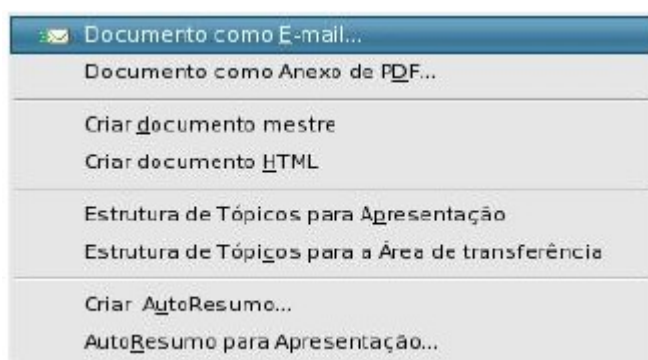 Documento como E-mail...
Documento como Anexo de PDF...
Criar documento mestre
Criar documento HTML
Estrutura de Tópicos para Apresentação
Estrutura de Tópicos para a Área de transferência
Criar AutoResumo...
AutoResumo para Apresentação...